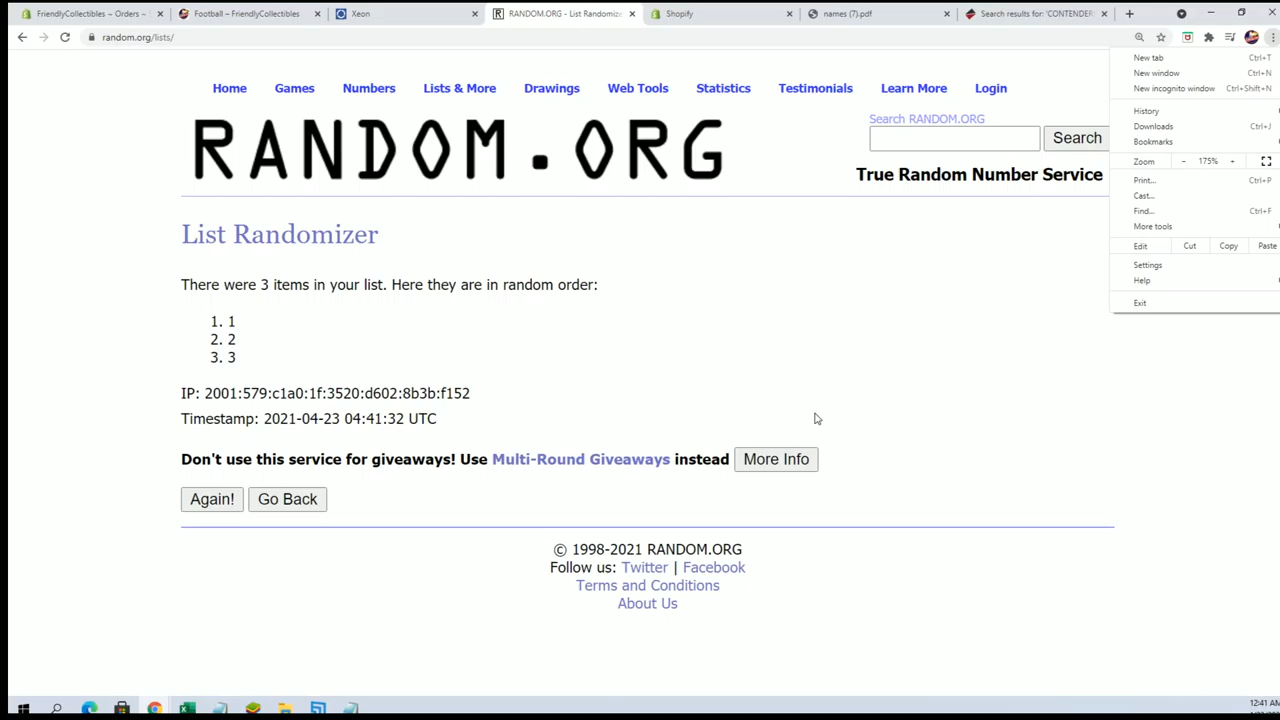 FriendlyCollectibles ~ Orders ~
Football – FriendlyCollectibles
Xeon
RANDOM.ORG - List Randomize
Shopify
names (7).pdf
Search results for: 'CONTENDER
random.org/lists/
New tab Ctrl+T
New window Ctrl+N
New incognito window Ctrl+Shift+N
History
Downloads Ctrl+J
Bookmarks
Zoom - 175% +
Print... Ctrl+P
Cast...
Find... Ctrl+F
More tools
Edit Cut Copy Paste
Settings
Help
Exit
Home Games Numbers Lists & More Drawings Web Tools Statistics Testimonials Learn More Login
RANDOM.ORG
Search RANDOM.ORG
Search
True Random Number Service
List Randomizer
There were 3 items in your list. Here they are in random order:
1. 1
2. 2
3. 3
IP: 2001:579:c1a0:1f:3520:d602:8b3b:f152
Timestamp: 2021-04-23 04:41:32 UTC
Don't use this service for giveaways! Use Multi-Round Giveaways instead More Info
Again! Go Back
© 1998-2021 RANDOM.ORG
Follow us: Twitter | Facebook
Terms and Conditions
About Us
12:41 AM